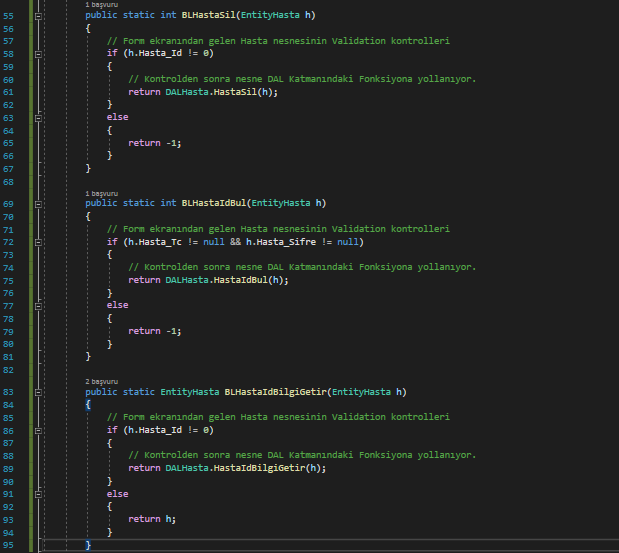 1 başvuru
55 public static int BLHastaSil(EntityHasta h)
56 {
57 // Form ekranından gelen Hasta nesnesinin Validation kontrolleri
58 if (h.Hasta_Id != 0)
59 {
60 // Kontrolden sonra nesne DAL Katmanındaki Fonksiyona yollanıyor.
61 return DALHasta.HastaSil(h);
62 }
63 else
64 {
65 return -1;
66 }
67 }
68
1 başvuru
69 public static int BLHastaIdBul(EntityHasta h)
70 {
71 // Form ekranından gelen Hasta nesnesinin Validation kontrolleri
72 if (h.Hasta_Tc != null && h.Hasta_Sifre != null)
73 {
74 // Kontrolden sonra nesne DAL Katmanındaki Fonksiyona yollanıyor.
75 return DALHasta.HastaIdBul(h);
76 }
77 else
78 {
79 return -1;
80 }
81 }
82
2 başvuru
83 public static EntityHasta BLHastaIdBilgiGetir(EntityHasta h)
84 {
85 // Form ekranından gelen Hasta nesnesinin Validation kontrolleri
86 if (h.Hasta_Id != 0)
87 {
88 // Kontrolden sonra nesne DAL Katmanındaki Fonksiyona yollanıyor.
89 return DALHasta.HastaIdBilgiGetir(h);
90 }
91 else
92 {
93 return h;
94 }
95 }